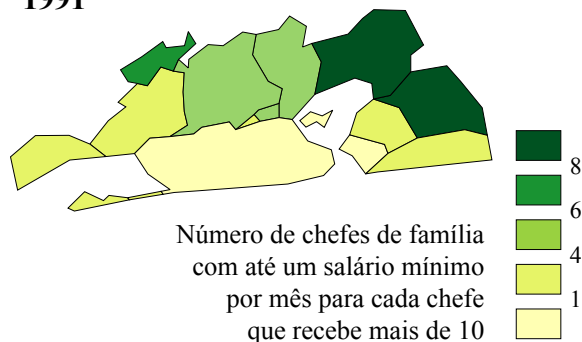 1991
8
6
4
1
Número de chefes de família
com até um salário mínimo
por mês para cada chefe
que recebe mais de 10